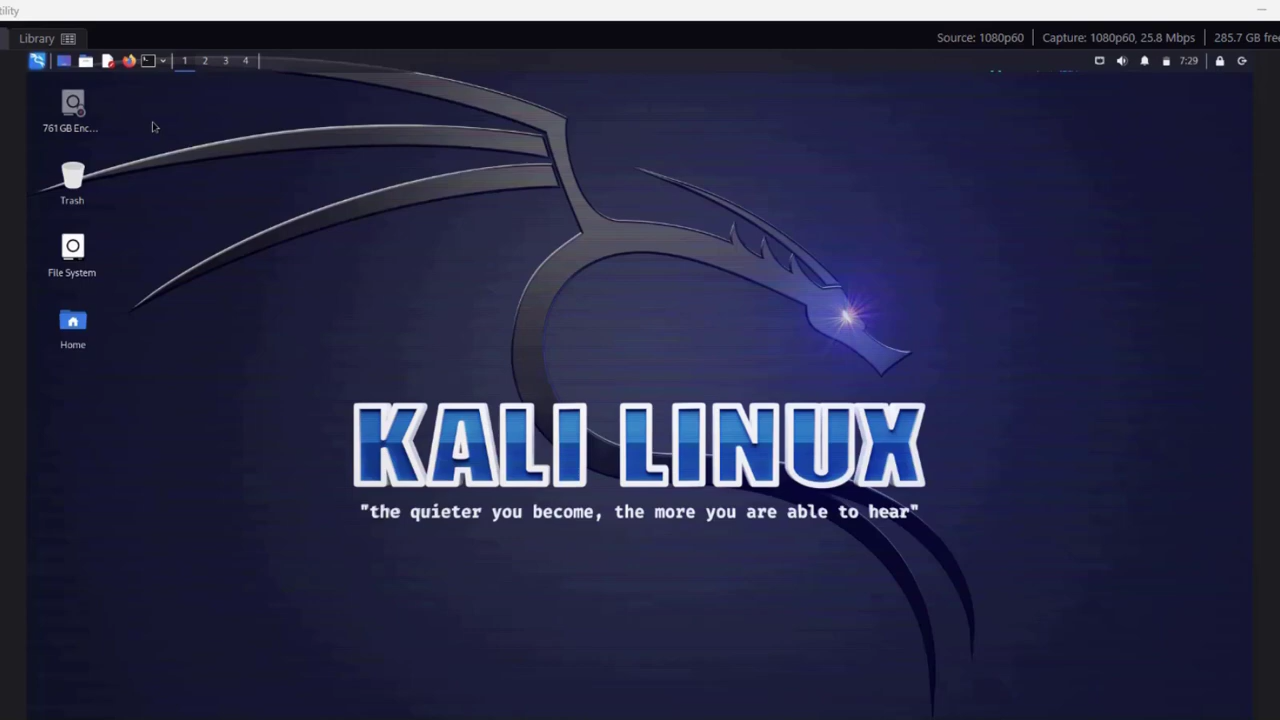 tility
Library
Source: 1080p60
Capture: 1080p60, 25.8 Mbps
285.7 GB free
1 2 3 4
7:29
761 GB Enc...
Trash
File System
Home
KALI LINUX
"the quieter you become, the more you are able to hear"